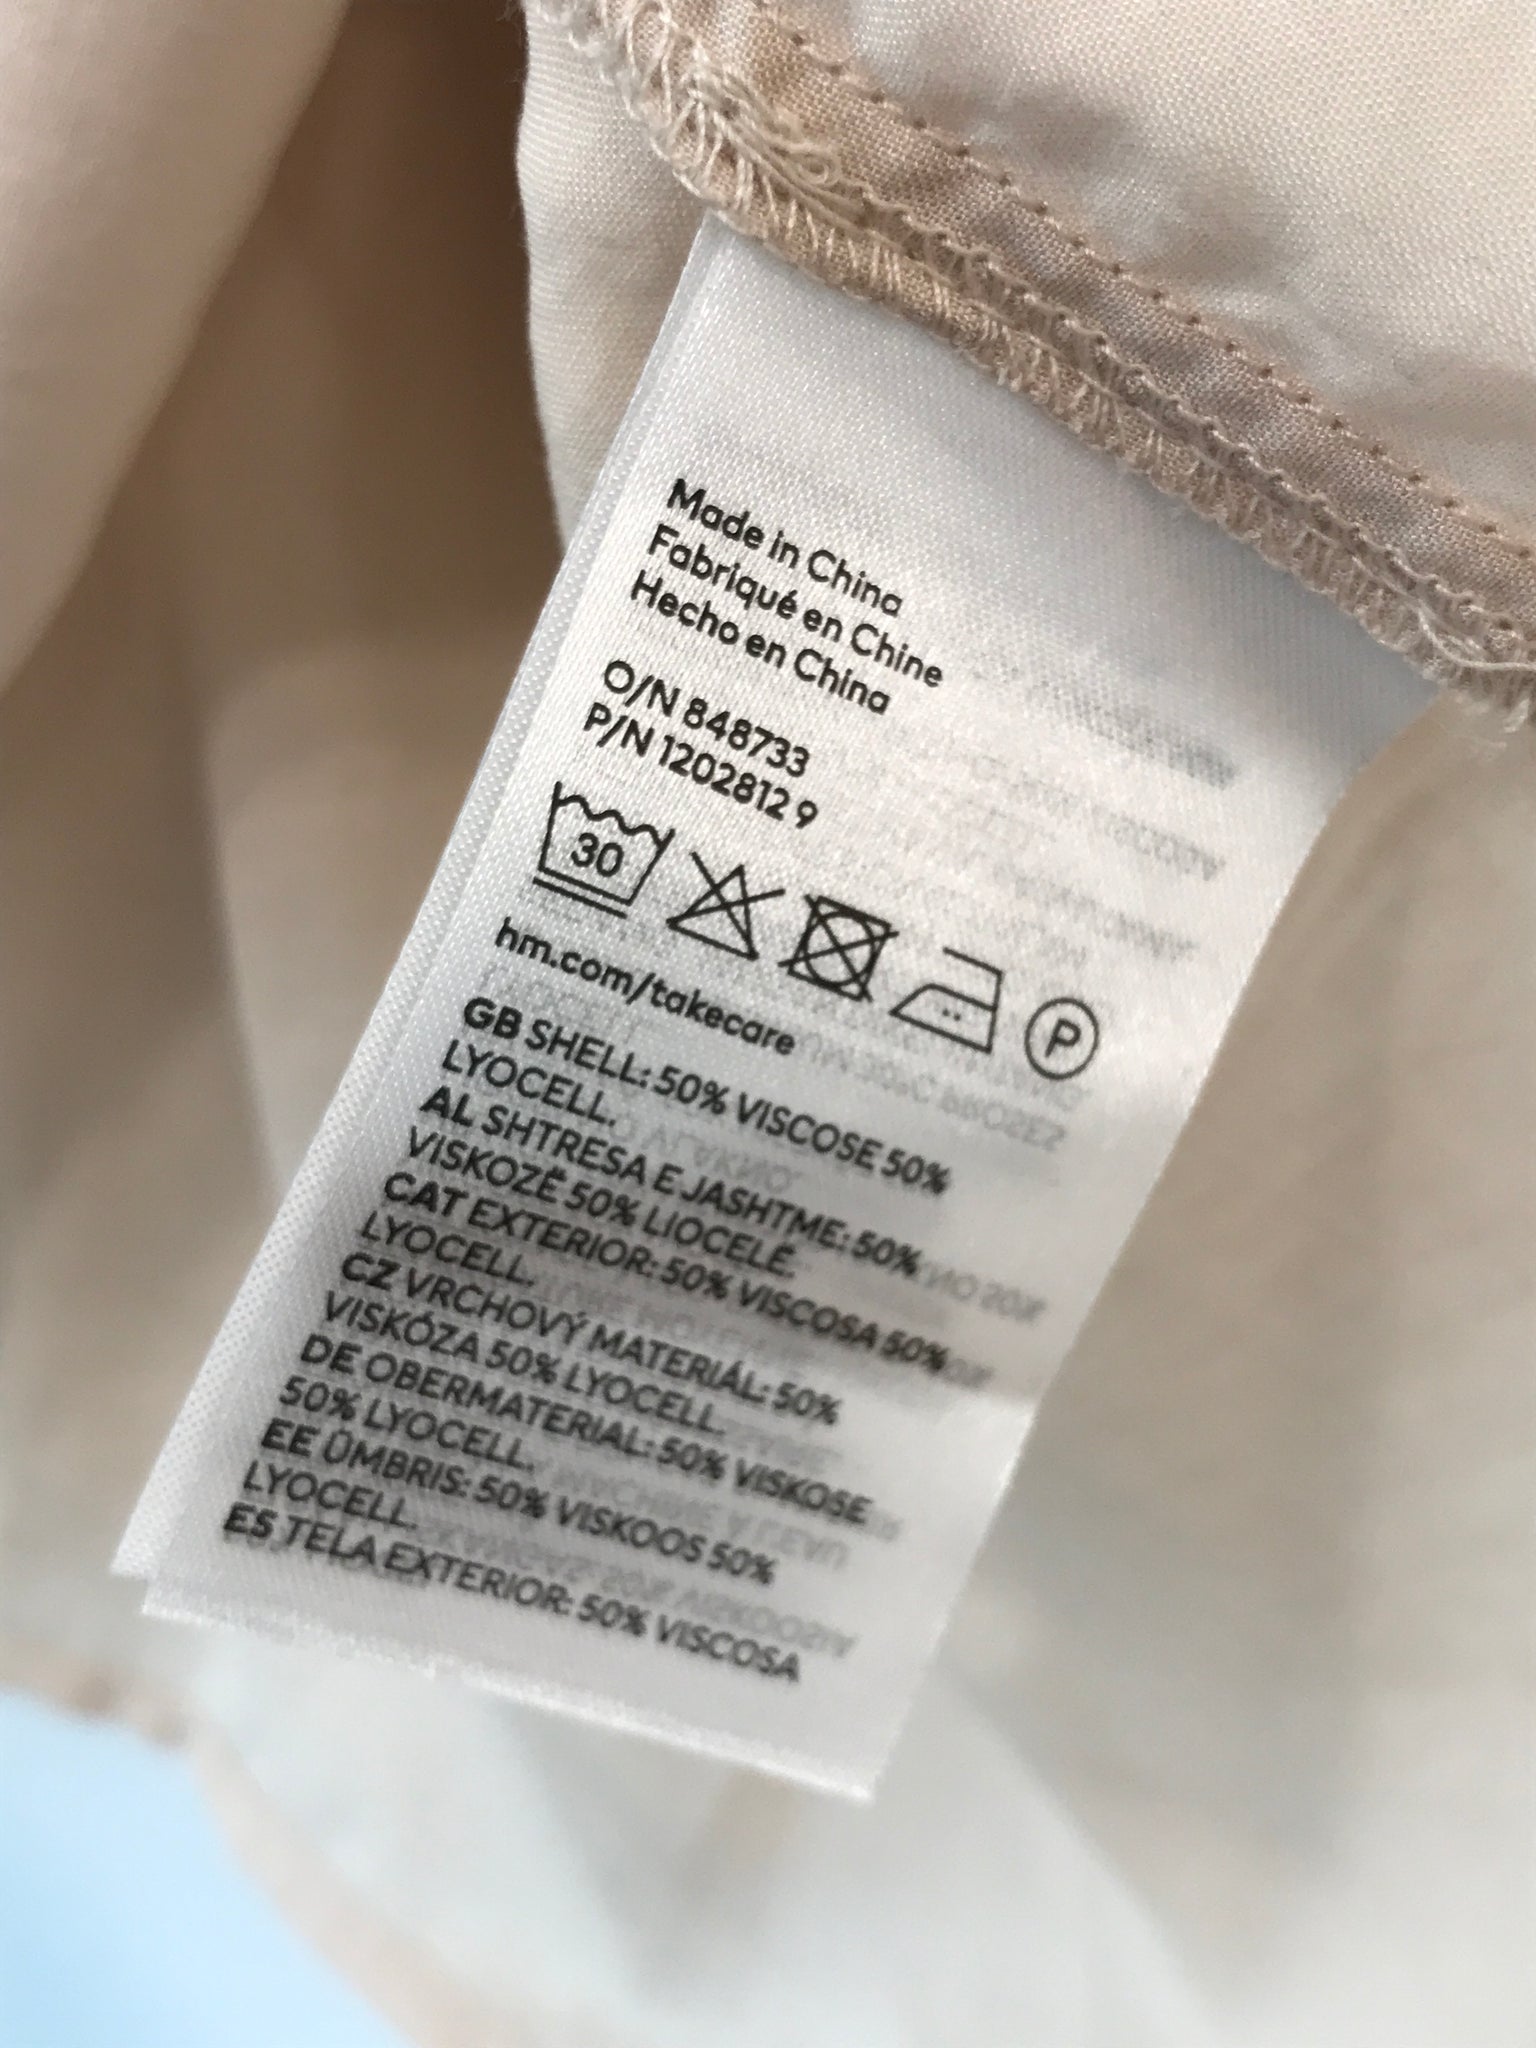 Made in China
Fabriqué en Chine
Hecho en China
O/N 848733
P/N 1202812 9
30
P
hm.com/takecare
GB SHELL: 50% VISCOSE 50%
LYOCELL.
AL SHTRESA E JASHTME: 50%
VISKOZË 50% LIOCELË.
CAT EXTERIOR: 50% VISCOSA 50%
LYOCELL.
CZ VRCHOVÝ MATERIÁL: 50%
VISKÓZA 50% LYOCELL.
DE OBERMATERIAL: 50% VISKOSE
50% LYOCELL.
EE ÜMBRIS: 50% VISKOOS 50%
LYOCELL.
ES TELA EXTERIOR: 50% VISCOSA